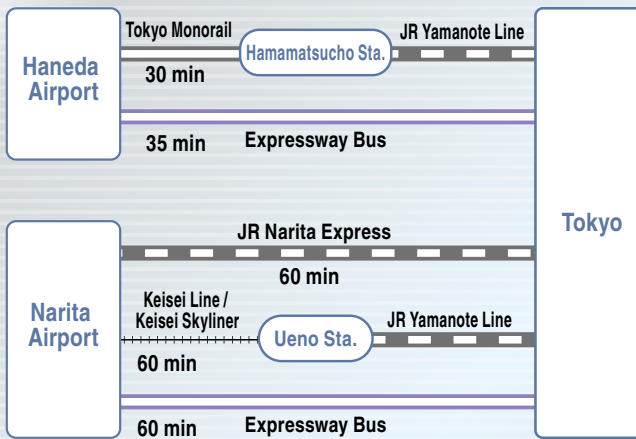 Haneda
Airport
Tokyo Monorail
Hamamatsucho Sta.
JR Yamanote Line
30 min
35 min
Expressway Bus
Tokyo
Narita
Airport
JR Narita Express
60 min
Keisei Line /
Keisei Skyliner
Ueno Sta.
JR Yamanote Line
60 min
60 min
Expressway Bus